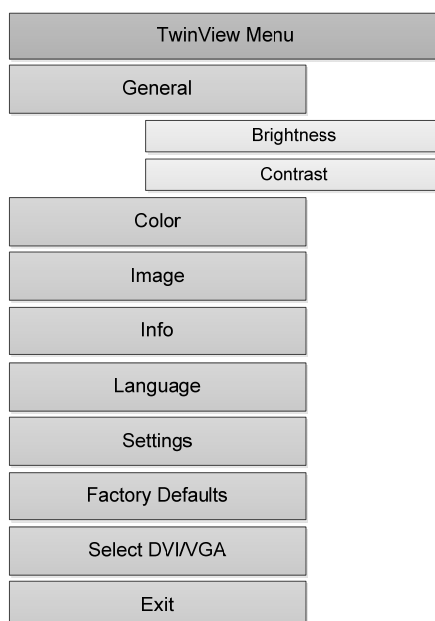 TwinView Menu
General
Brightness
Contrast
Color
Image
Info
Language
Settings
Factory Defaults
Select DVI/VGA
Exit